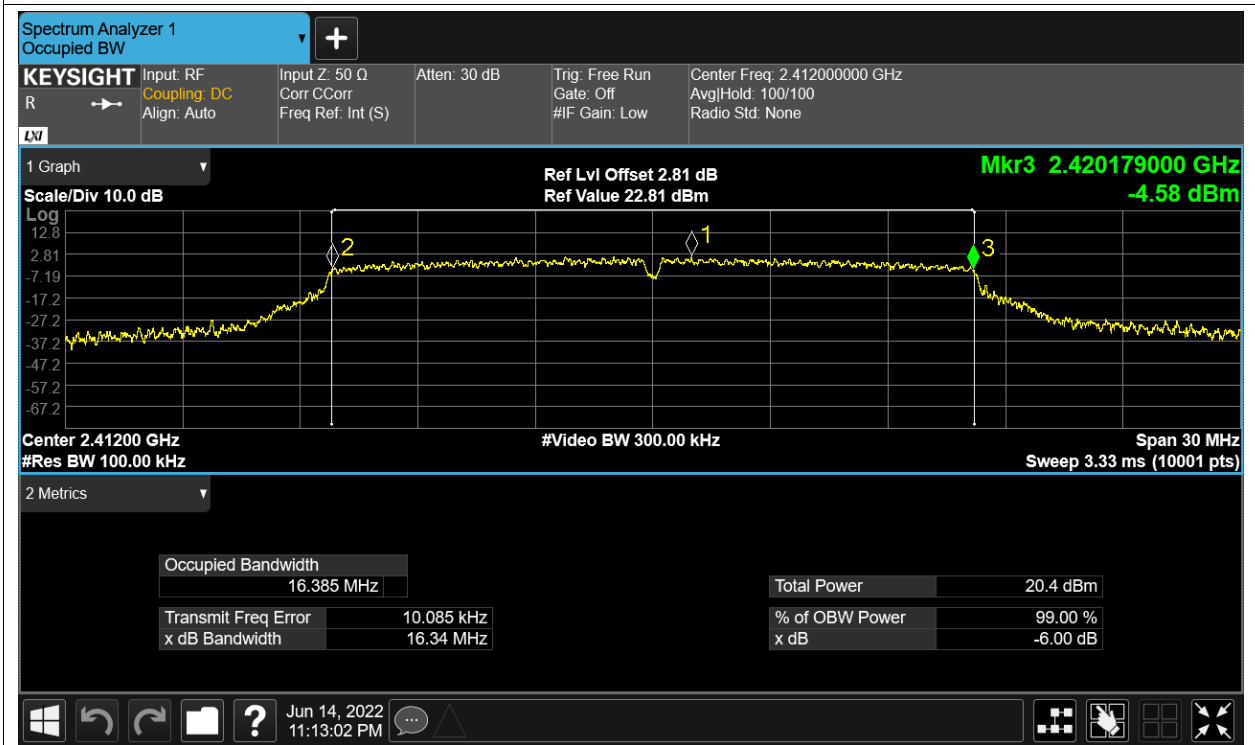 Spectrum Analyzer 1
Occupied BW
+
KEYSIGHT
R
LXI
Input: RF
Coupling: DC
Align: Auto
Input Z: 50 Ω
Corr CCorr
Freq Ref: Int (S)
Atten: 30 dB
Trig: Free Run
Gate: Off
#IF Gain: Low
Center Freq: 2.412000000 GHz
Avg|Hold: 100/100
Radio Std: None
1 Graph
Scale/Div 10.0 dB
Ref Lvl Offset 2.81 dB
Ref Value 22.81 dBm
Mkr3 2.420179000 GHz
-4.58 dBm
Log
12.8
2.81
-7.19
-17.2
-27.2
-37.2
-47.2
-57.2
-67.2
2
1
3
Center 2.41200 GHz
#Res BW 100.00 kHz
#Video BW 300.00 kHz
Span 30 MHz
Sweep 3.33 ms (10001 pts)
2 Metrics
Occupied Bandwidth
16.385 MHz
Transmit Freq Error 10.085 kHz
x dB Bandwidth 16.34 MHz
Total Power 20.4 dBm
% of OBW Power 99.00 %
x dB -6.00 dB
?
Jun 14, 2022
11:13:02 PM